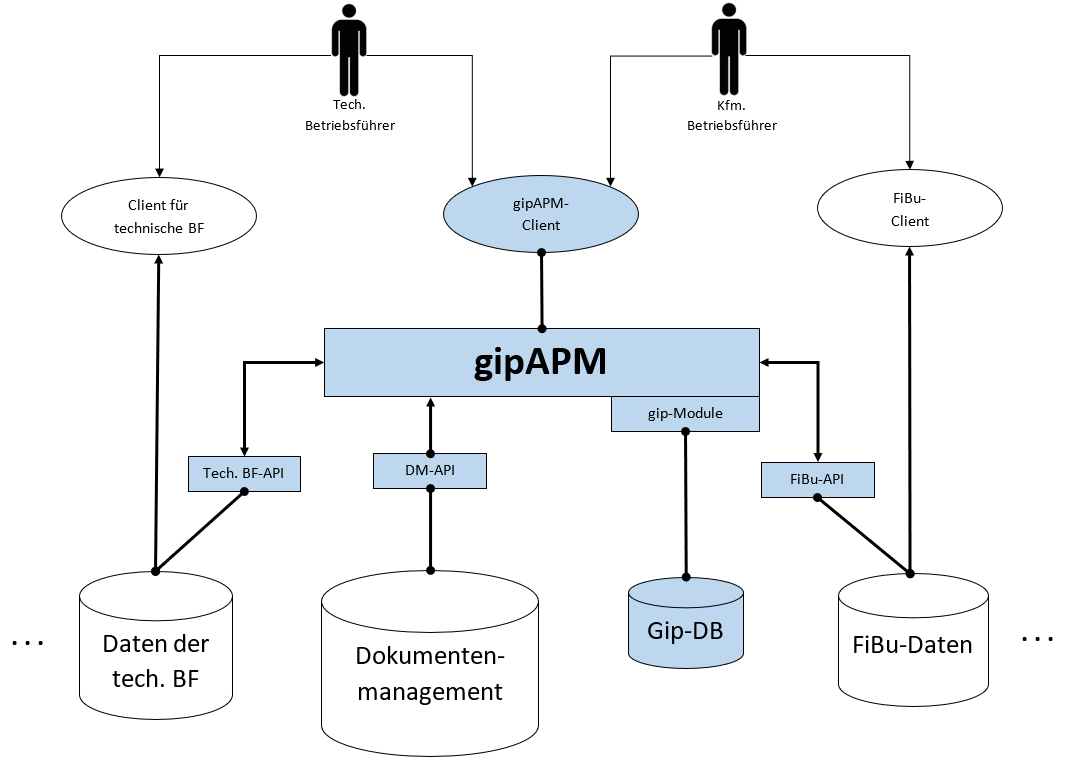 Tech.
Betriebsführer
Kfm.
Betriebsführer
Client für
technische BF
gipAPM-
Client
FiBu-
Client
gipAPM
gip-Module
Tech. BF-API
DM-API
FiBu-API
Daten der
tech. BF
Dokumenten-
management
Gip-DB
FiBu-Daten
...
...